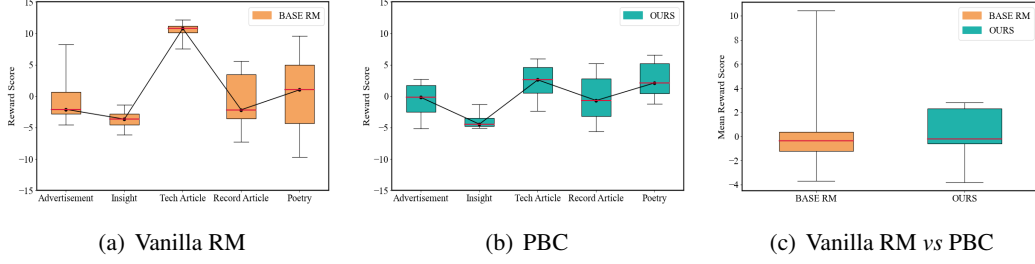 BASE RM
Reward Score
15
10
5
0
−5
−10
−15
Advertisement Insight Tech Article Record Article Poetry
(a) Vanilla RM
OURS
Reward Score
15
10
5
0
−5
−10
−15
Advertisement Insight Tech Article Record Article Poetry
(b) PBC
BASE RM
OURS
Mean Reward Score
10
8
6
4
2
0
−2
−4
BASE RM OURS
(c) Vanilla RM vs PBC